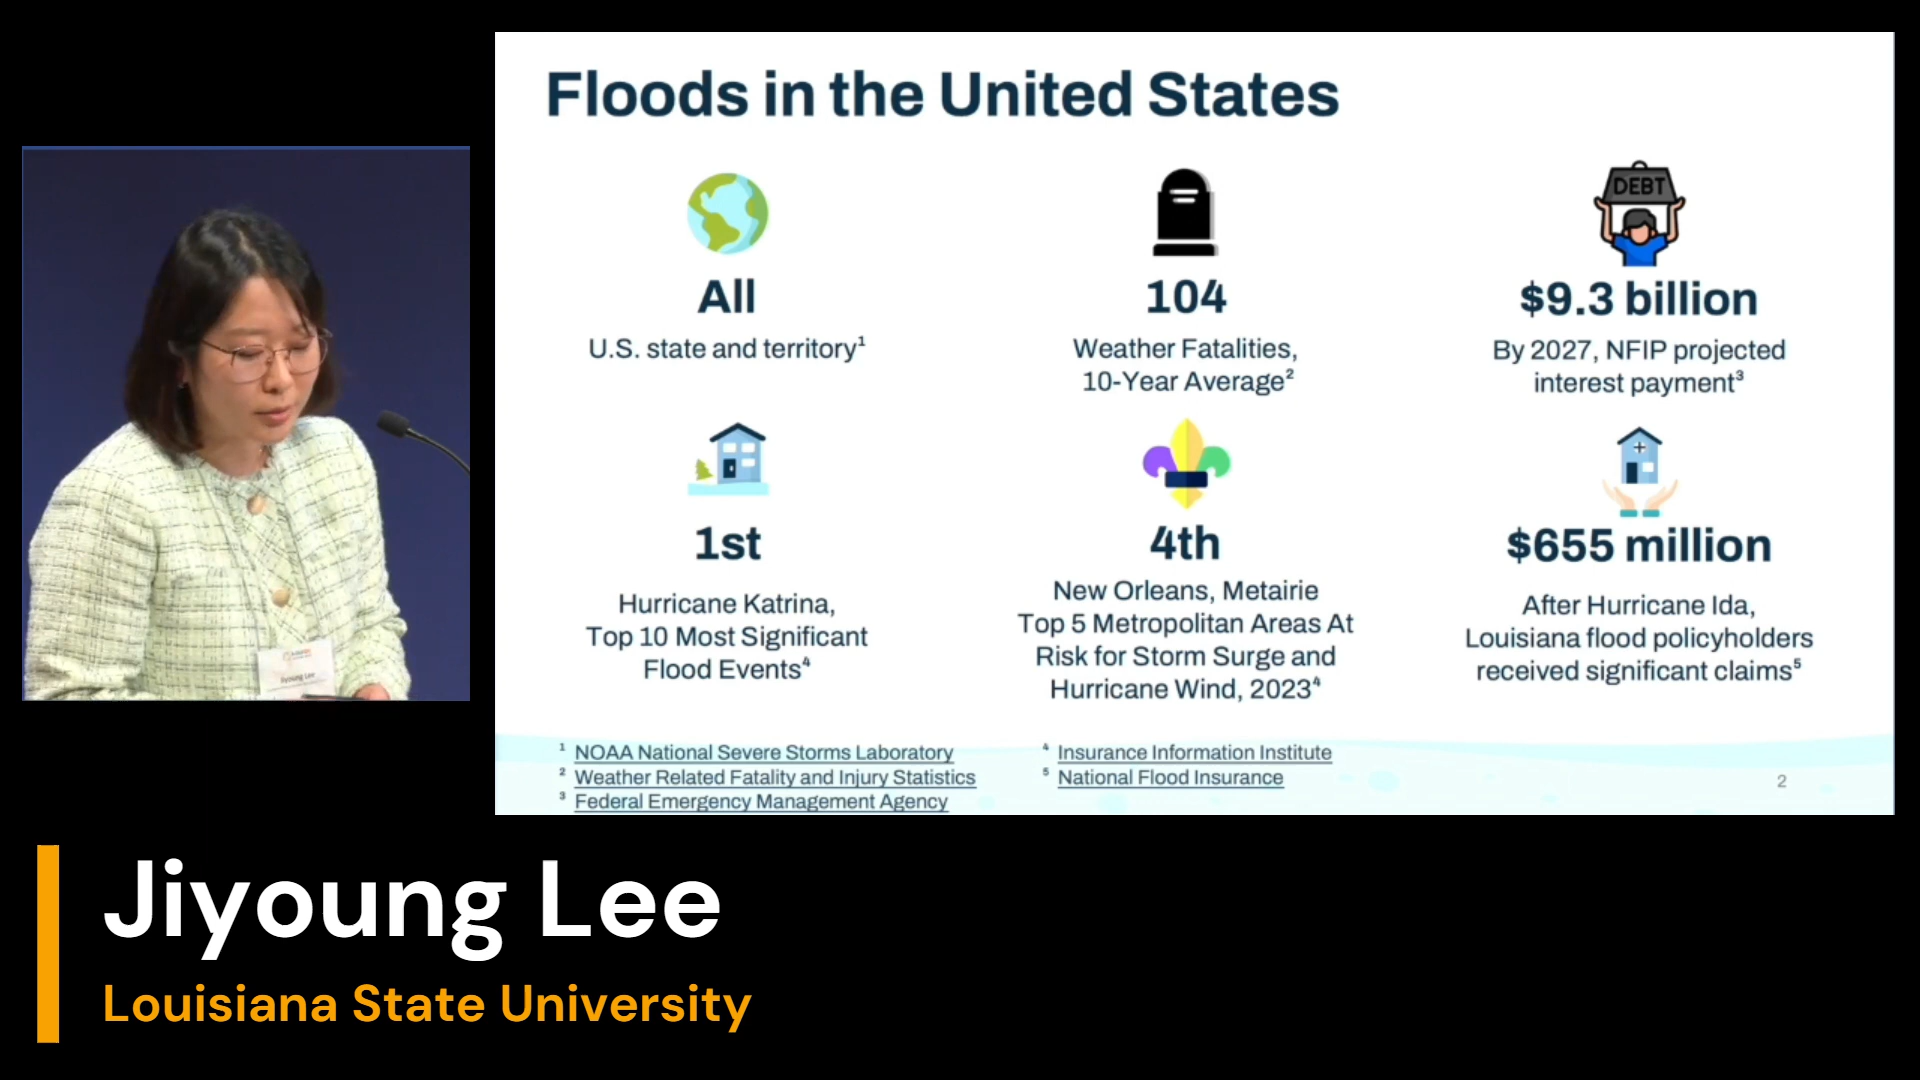 Floods in the United States
DEBT
All
U.S. state and territory¹
104
Weather Fatalities,
10-Year Average²
$9.3 billion
By 2027, NFIP projected
interest payment³
1st
Hurricane Katrina,
Top 10 Most Significant
Flood Events⁴
4th
New Orleans, Metairie
Top 5 Metropolitan Areas At
Risk for Storm Surge and
Hurricane Wind, 2023⁴
$655 million
After Hurricane Ida,
Louisiana flood policyholders
received significant claims⁵
¹ NOAA National Severe Storms Laboratory
² Weather Related Fatality and Injury Statistics
³ Federal Emergency Management Agency
⁴ Insurance Information Institute
⁵ National Flood Insurance
2
Jiyoung Lee
Jiyoung Lee
Louisiana State University